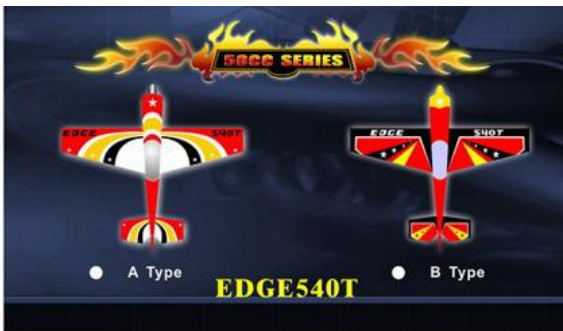 50CC SERIES
EDGE 540T
EDGE 540T
A Type
B Type
EDGE540T